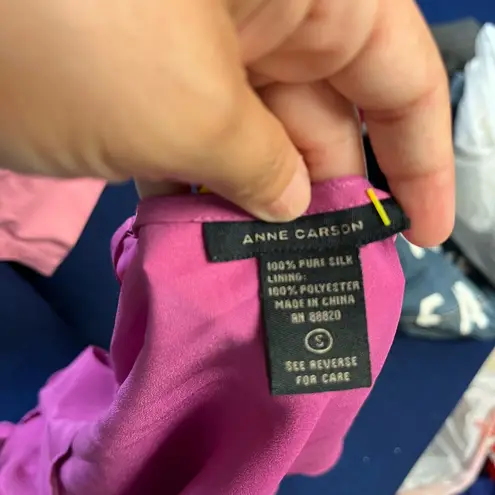 ANNE CARSON
100% PURE SILK
LINING:
100% POLYESTER
MADE IN CHINA
RN 88820
S
SEE REVERSE
FOR CARE